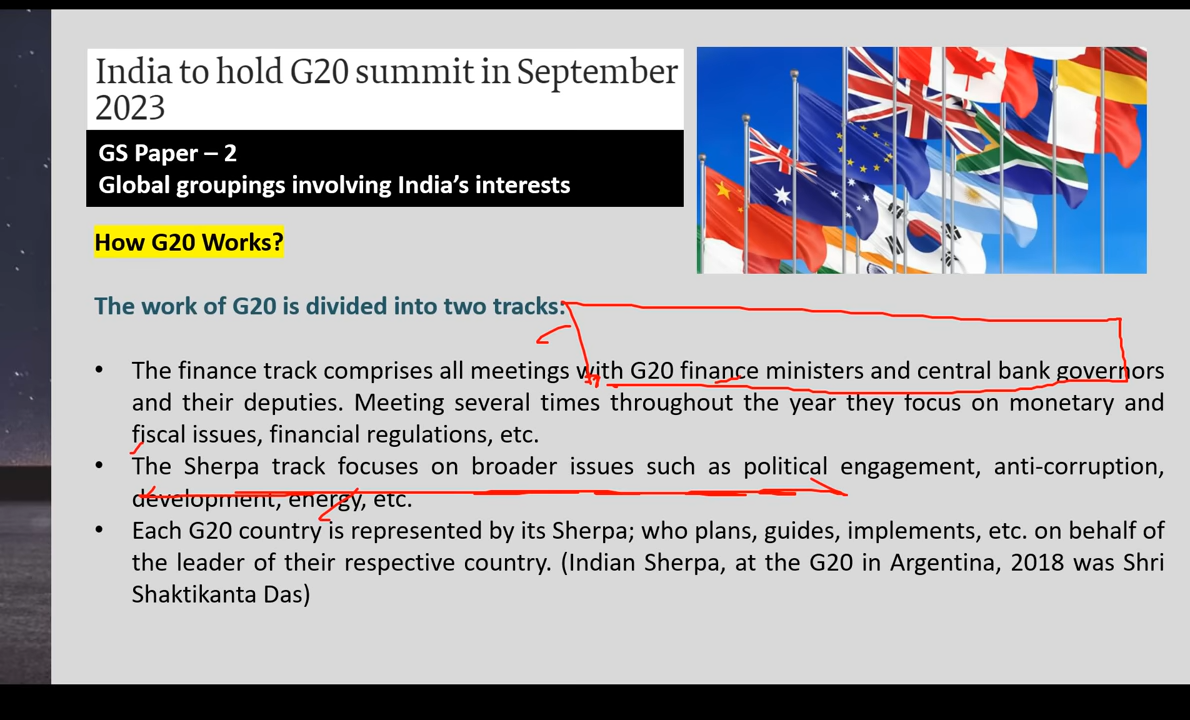 India to hold G20 summit in September
2023
GS Paper – 2
Global groupings involving India’s interests
How G20 Works?
The work of G20 is divided into two tracks:
• The finance track comprises all meetings with G20 finance ministers and central bank governors
and their deputies. Meeting several times throughout the year they focus on monetary and
fiscal issues, financial regulations, etc.
• The Sherpa track focuses on broader issues such as political engagement, anti-corruption,
development, energy, etc.
• Each G20 country is represented by its Sherpa; who plans, guides, implements, etc. on behalf of
the leader of their respective country. (Indian Sherpa, at the G20 in Argentina, 2018 was Shri
Shaktikanta Das)